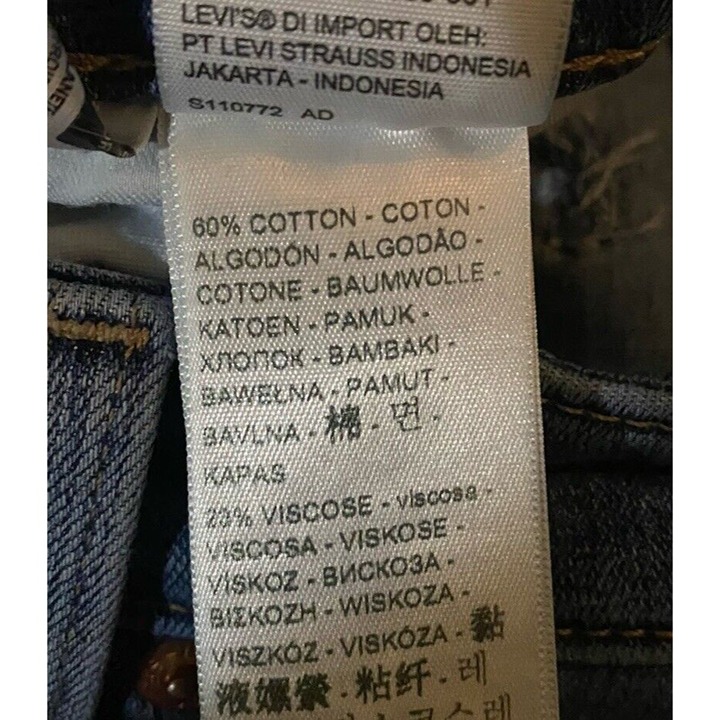 LEVI'S® DI IMPORT OLEH:
PT LEVI STRAUSS INDONESIA
JAKARTA - INDONESIA
S110772 AD
60% COTTON - COTON -
ALGODÓN - ALGODÃO -
COTONE - BAUMWOLLE -
KATOEN - PAMUK -
ХЛОПОК - BAMBAKI -
BAWEŁNA - PAMUT -
BAVLNA - 棉 - 면 -
KAPAS
23% VISCOSE - viscosa -
VISCOSA - VISKOSE -
VISKOZ - ВИСКОЗА -
ΒΙΣΚΟΖΗ - WISKOZA -
VISZKÓZ - VISKÓZA - 黏
液嫘縈 - 粘纤 - 레